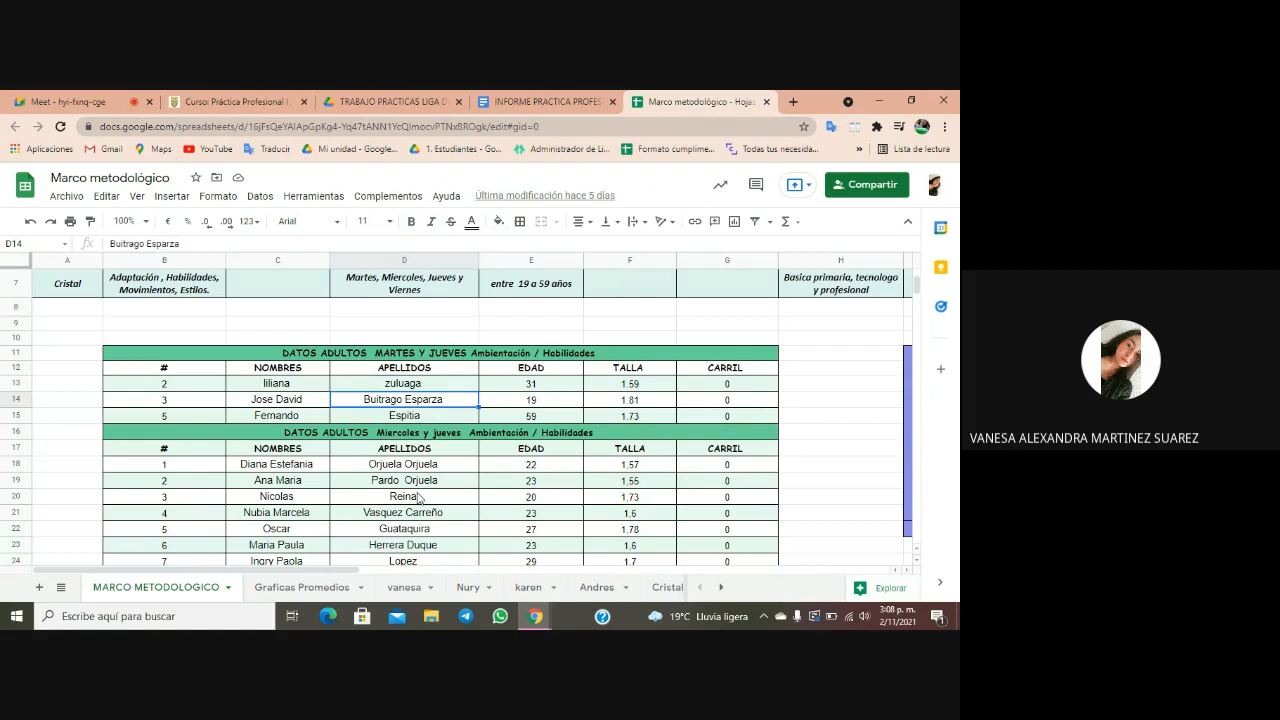 Meet - hyi-fxnq-cge
Curso: Práctica Profesional I
TRABAJO PRACTICAS LIGA D
INFORME PRACTICA PROFES
Marco metodológico - Hojas
docs.google.com/spreadsheets/d/16jFsQeYAlApGpKg4-Yq47tANN1YcQlmocvPTNx8ROgk/edit#gid=0
Aplicaciones Gmail Maps YouTube Traducir Mi unidad - Google... 1. Estudiantes - Go... Administrador de Li... Formato cumplime... Todas tus necesida... » Lista de lectura
Marco metodológico
Archivo Editar Ver Insertar Formato Datos Herramientas Complementos Ayuda Última modificación hace 5 días
Compartir
100% € % .0 .00 123 Arial 11 B I S A
D14 fx Buitrago Esparza
A B C D E F G H
7 Cristal Adaptación , Habilidades, Movimientos, Estilos. Martes, Miercoles, Jueves y Viernes entre 19 a 59 años Basica primaria, tecnologo y profesional
8
9
10
11 DATOS ADULTOS MARTES Y JUEVES Ambientación / Habilidades
12 # NOMBRES APELLIDOS EDAD TALLA CARRIL
13 2 liliana zuluaga 31 1.59 0
14 3 Jose David Buitrago Esparza 19 1.81 0
15 5 Fernando Espitia 59 1.73 0
16 DATOS ADULTOS Miercoles y jueves Ambientación / Habilidades
17 # NOMBRES APELLIDOS EDAD TALLA CARRIL
18 1 Diana Estefania Orjuela Orjuela 22 1,57 0
19 2 Ana Maria Pardo Orjuela 23 1,55 0
20 3 Nicolas Reina 20 1,73 0
21 4 Nubia Marcela Vasquez Carreño 23 1,6 0
22 5 Oscar Guataquira 27 1,78 0
23 6 Maria Paula Herrera Duque 23 1,6 0
24 7 Ingry Paola Lopez 29 1,7 0
MARCO METODOLOGICO Graficas Promedios vanesa Nury karen Andres Cristal Explorar
Escribe aquí para buscar
19°C Lluvia ligera
3:08 p. m.
2/11/2021
VANESA ALEXANDRA MARTINEZ SUAREZ